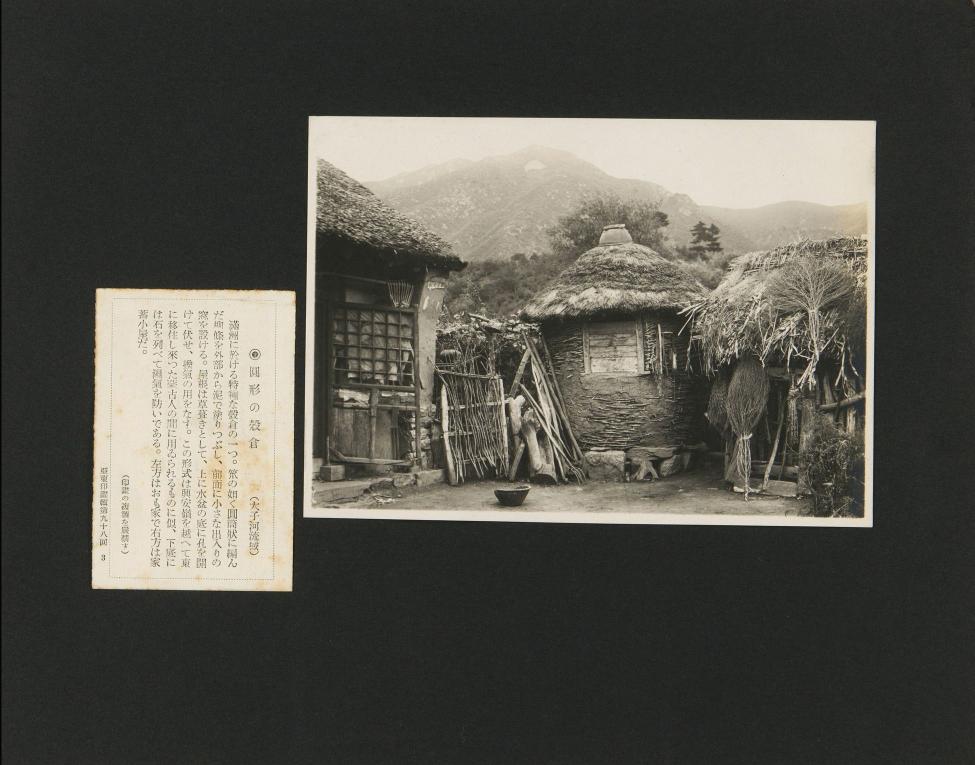 圓形の穀倉 （太子河流域）
滿洲に於ける特種な穀倉の一つ。笊の如く圓筒狀に編ん
だ柳條を外部から泥で塗りつぶし、前面に小さな出入りの
窓を設ける。屋根は草葺きとして、上に水盆の底に孔を開
けて伏せ、換氣の用をなす。この形式は興安嶺を越へて東
に移住し來つた蒙古人の間に用ゐられるものに似、下底に
は石を列べて濕氣を防いである。左方はおも家で右方は家
畜小屋だ。
（印畫の複製を嚴禁す）
亞東印畫輯第九十八回 3